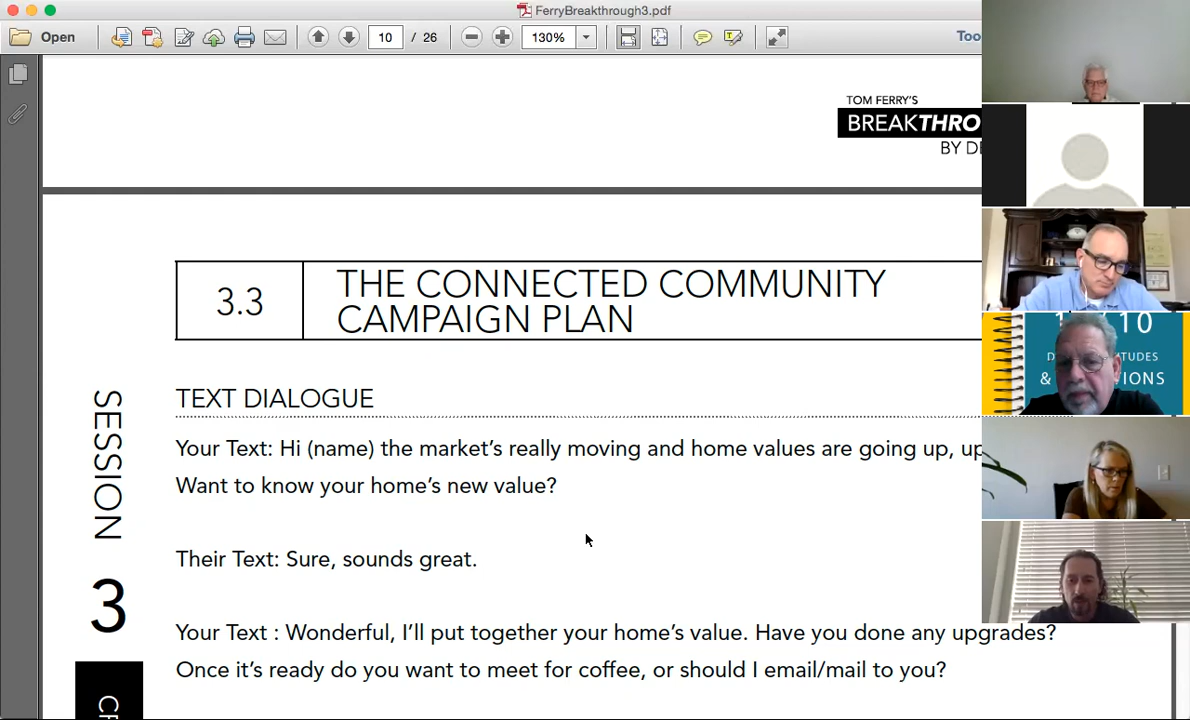 FerryBreakthrough3.pdf
Open
10 / 26
130%
TOM FERRY'S
BREAKTHRO
BY
3.3
THE CONNECTED COMMUNITY
CAMPAIGN PLAN
SESSION
3
TEXT DIALOGUE
Your Text: Hi (name) the market's really moving and home values are going up, up
Want to know your home's new value?
Their Text: Sure, sounds great.
Your Text : Wonderful, I'll put together your home's value. Have you done any upgrades?
Once it's ready do you want to meet for coffee, or should I email/mail to you?